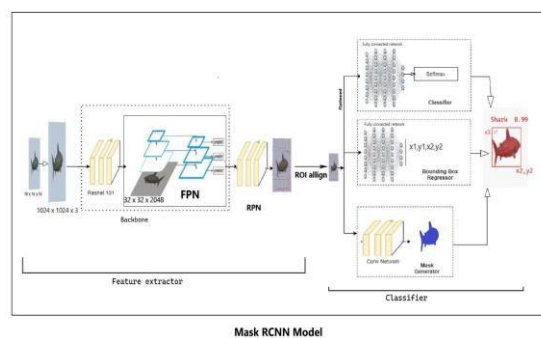 Fully connected network
Softmax
Classifier
Flattened
Fully connected network
x1,y1,x2,y2
Bounding Box
Regressor
Shark 0.99
x1
x2,y2
FPN
Resnet 101
32 x 32 x 2048
Backbone
1024 x 1024 x 3
RPN
ROI allign
Conv Network
Mask
Generator
Feature extractor
Classifier
Mask RCNN Model